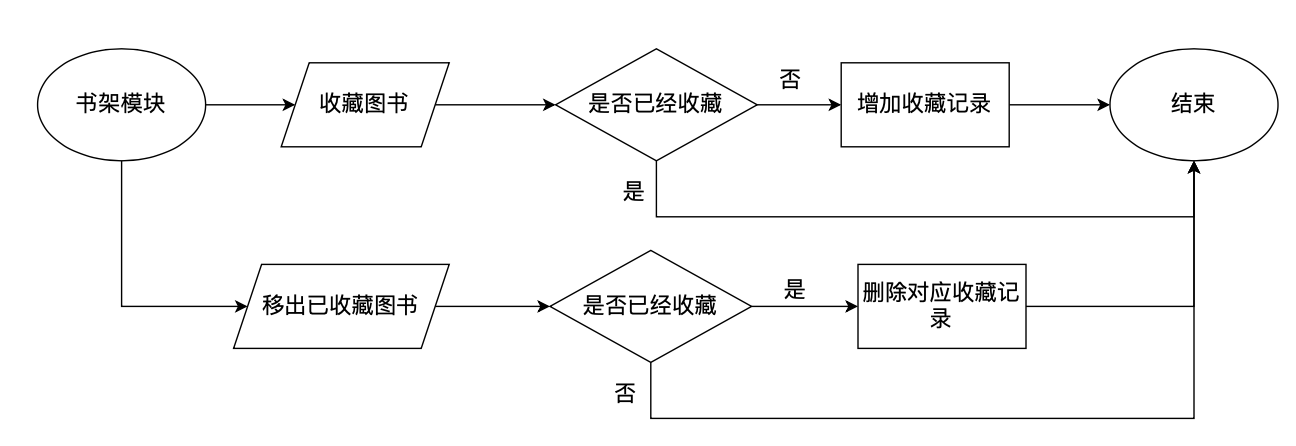 书架模块
收藏图书
是否已经收藏
否
增加收藏记录
结束
是
移出已收藏图书
是否已经收藏
是
删除对应收藏记
录
否